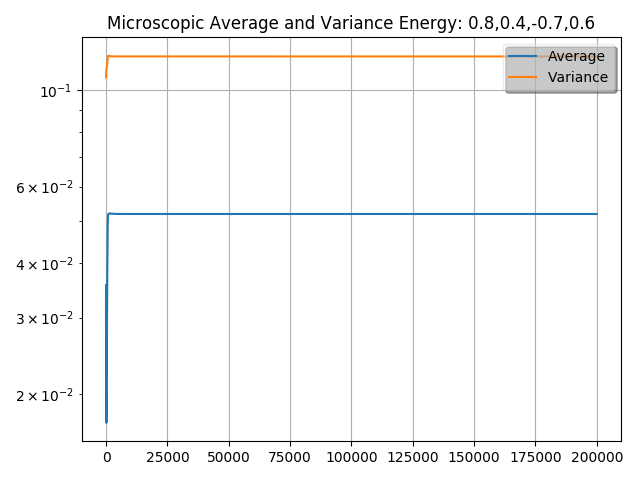 Microscopic Average and Variance Energy: 0.8,0.4,-0.7,0.6
Average
Variance
10⁻¹
6 × 10⁻²
4 × 10⁻²
3 × 10⁻²
2 × 10⁻²
0 25000 50000 75000 100000 125000 150000 175000 200000